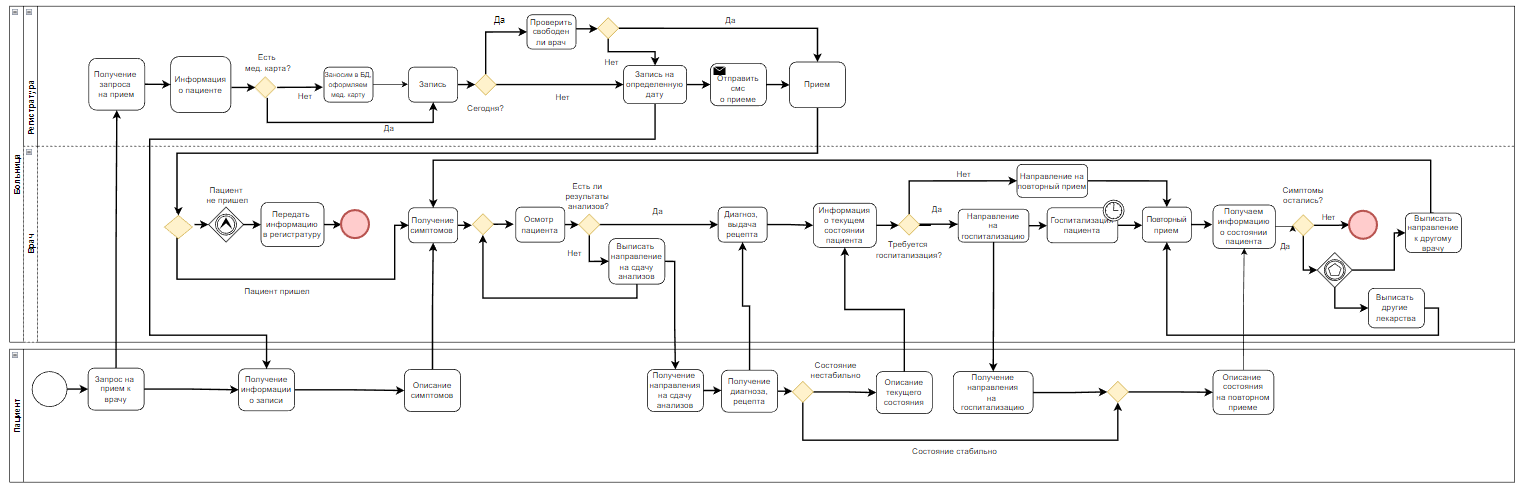 Больница
Регистратура
Получение
запроса
на прием
Информация
о пациенте
Есть
мед. карта?
Нет
Да
Заносим в БД,
оформляем
мед. карту
Запись
Сегодня?
Да
Нет
Проверить
свободен
ли врач
Да
Нет
Запись на
определенную
дату
Отправить
смс
о приеме
Прием
Врач
Пациент
не пришел
Передать
информацию
в регистратуру
Пациент пришел
Получение
симптомов
Осмотр
пациента
Есть ли
результаты
анализов?
Да
Нет
Выписать
направление
на сдачу
анализов
Диагноз,
выдача
рецепта
Информация
о текущем
состоянии
пациента
Требуется
госпитализация?
Нет
Да
Направление на
повторный прием
Направление
на
госпитализацию
Госпитализация
пациента
Повторный
прием
Получаем
информацию
о состоянии
пациента
Симптомы
остались?
Нет
Да
Выписать
направление
к другому
врачу
Выписать
другие
лекарства
Пациент
Запрос на
прием к
врачу
Получение
информации
о записи
Описание
симптомов
Получение
направления
на сдачу
анализов
Получение
диагноза,
рецепта
Состояние
нестабильно
Состояние стабильно
Описание
текущего
состояния
Получение
направления
на
госпитализацию
Описание
состояния
на повторном
приеме